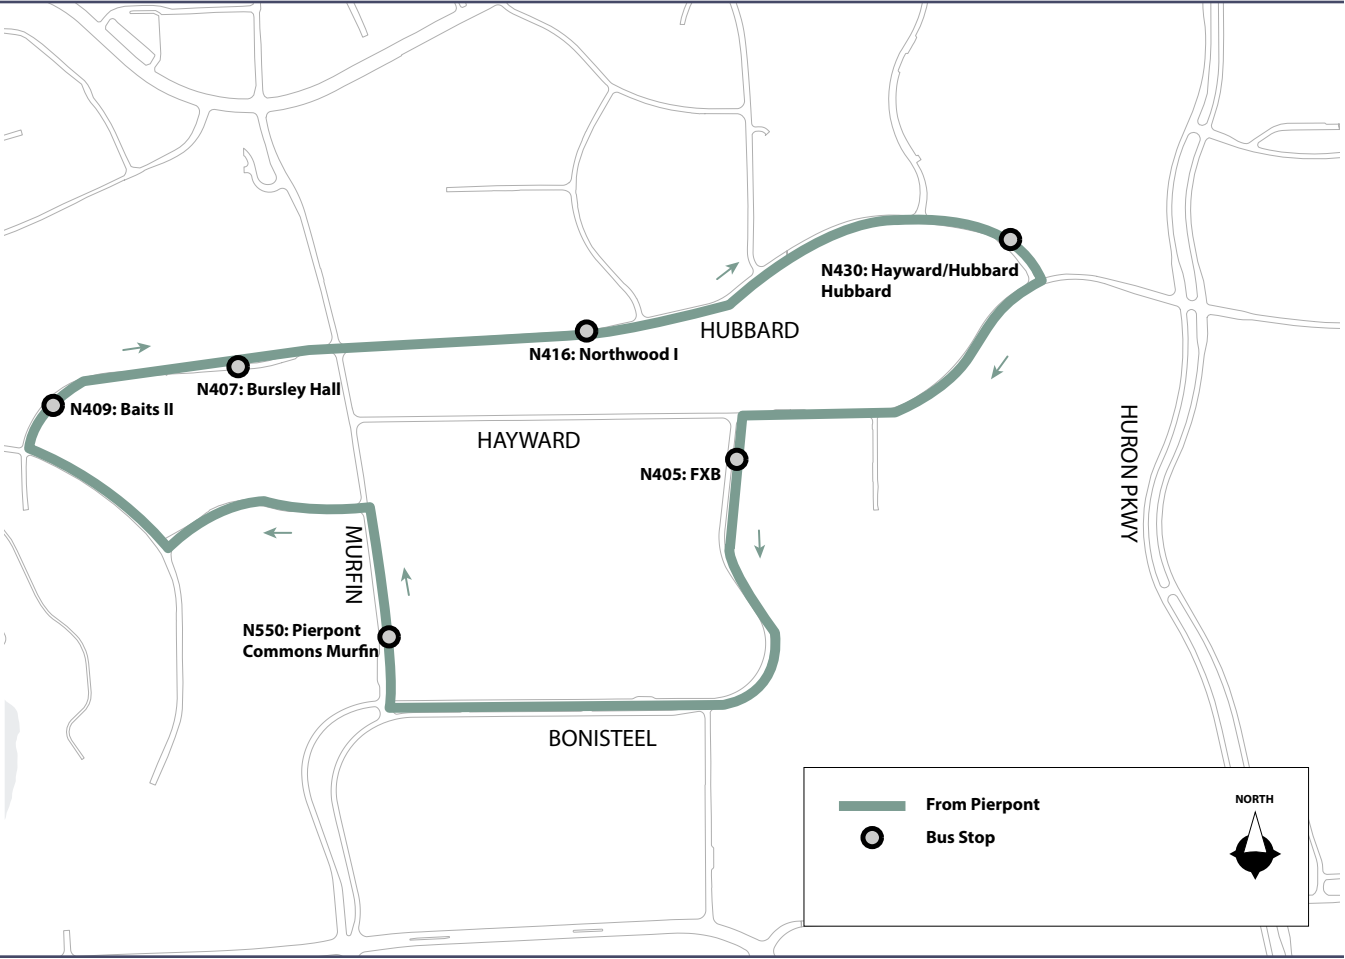 N430: Hayward/Hubbard
Hubbard
HUBBARD
N416: Northwood I
N407: Bursley Hall
N409: Baits II
HAYWARD
N405: FXB
HURON PKWY
MURFIN
N550: Pierpont
Commons Murfin
BONISTEEL
From Pierpont
Bus Stop
NORTH